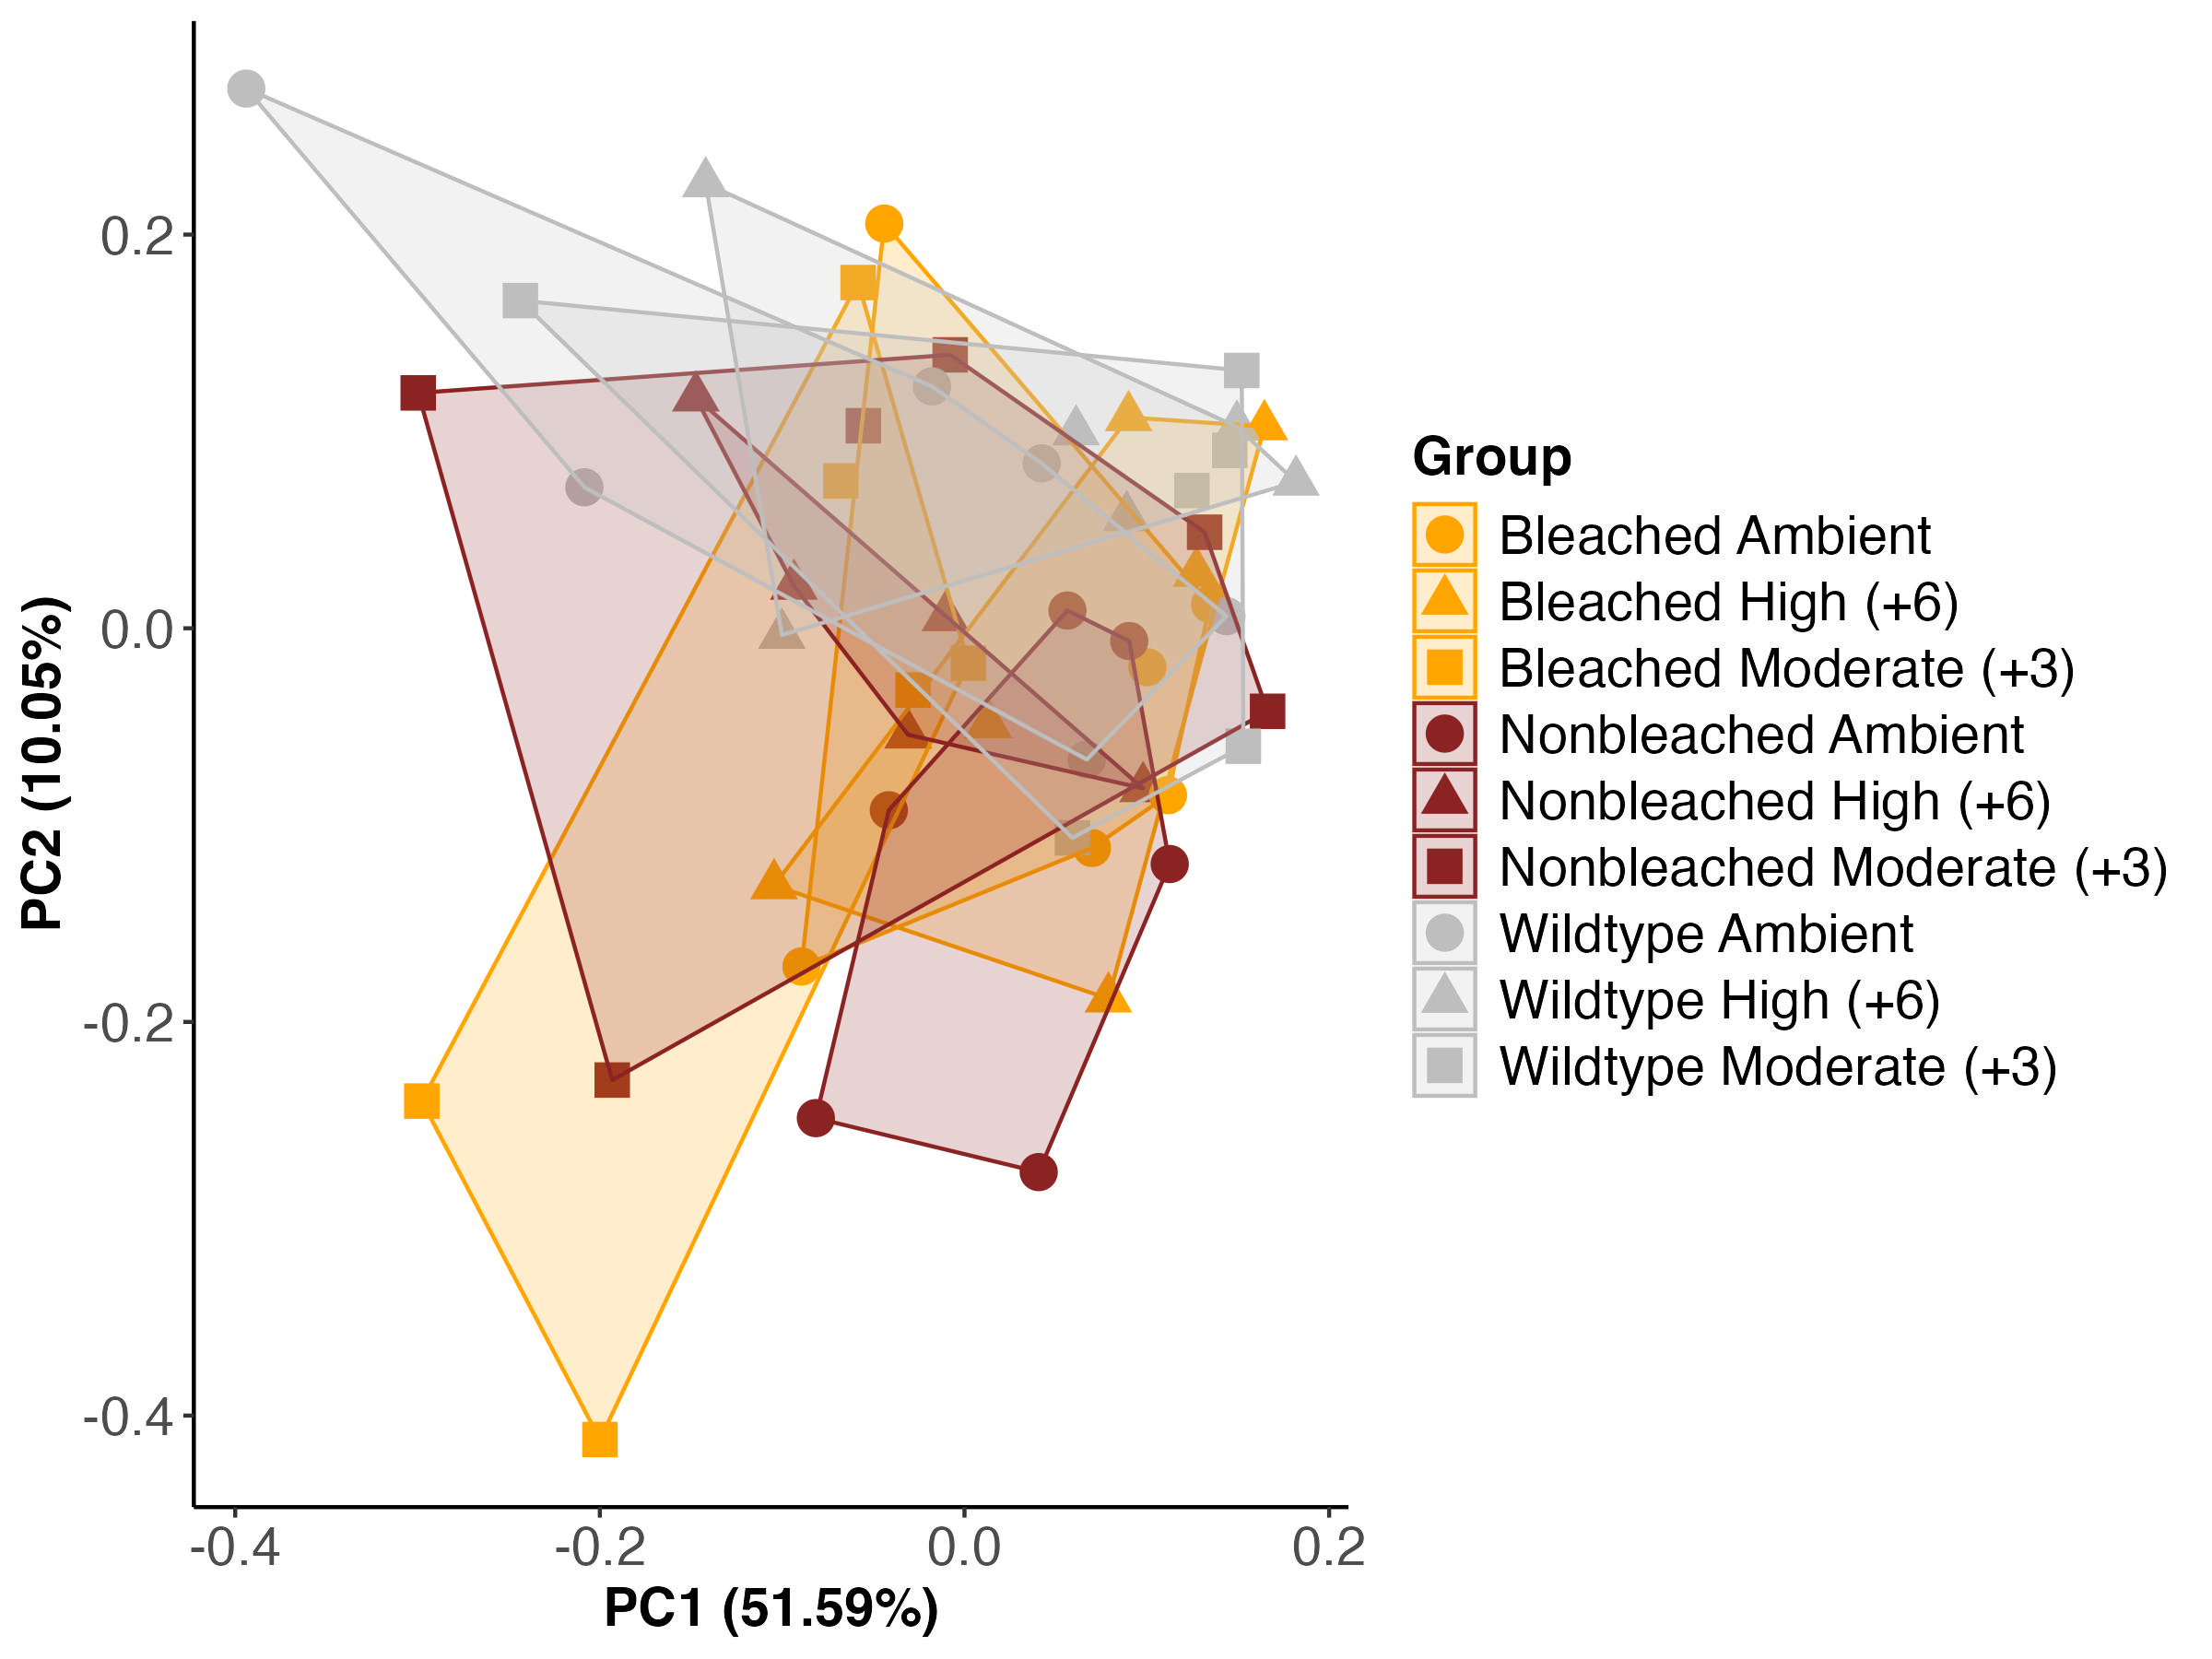 PC2 (10.05%)
0.2
0.0
-0.2
-0.4
-0.4
-0.2
0.0
0.2
PC1 (51.59%)
Group
Bleached Ambient
Bleached High (+6)
Bleached Moderate (+3)
Nonbleached Ambient
Nonbleached High (+6)
Nonbleached Moderate (+3)
Wildtype Ambient
Wildtype High (+6)
Wildtype Moderate (+3)